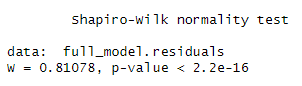 Shapiro-Wilk normality test
data:  full_model.residuals
W = 0.81078, p-value < 2.2e-16